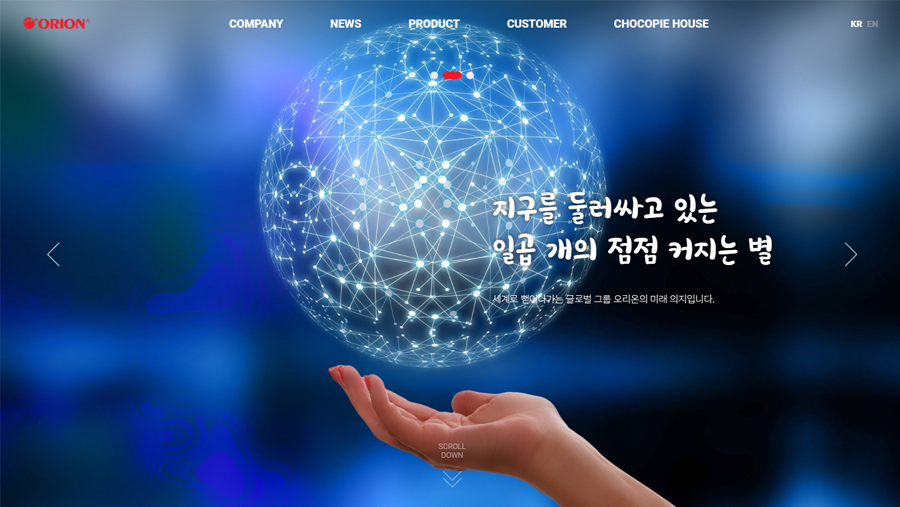 ORION
COMPANY
NEWS
PRODUCT
CUSTOMER
CHOCOPIE HOUSE
KR EN
지구를 둘러싸고 있는
일곱 개의 점점 커지는 별
세계로 뻗어나가는 글로벌 그룹 오리온의 미래 의지입니다.
SCROLL
DOWN